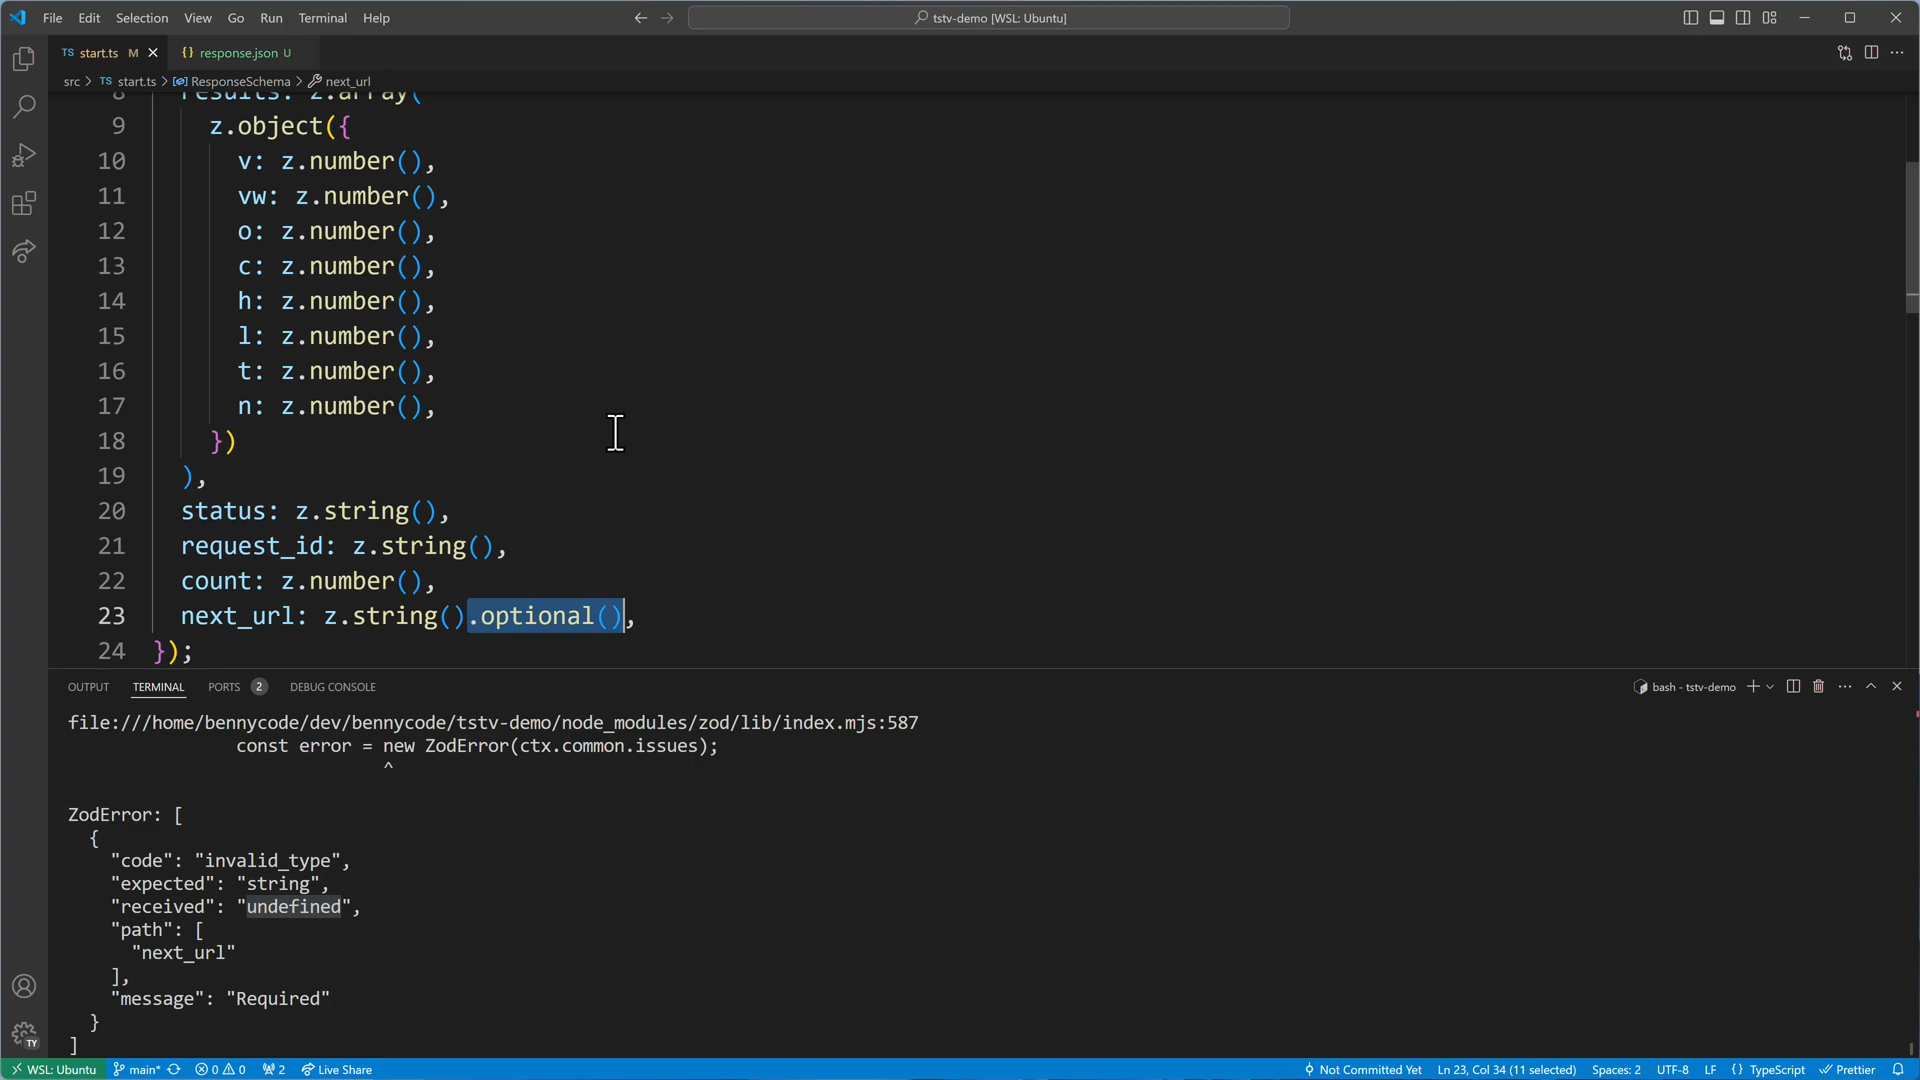 File Edit Selection View Go Run Terminal Help
tstv-demo [WSL: Ubuntu]
TS start.ts M
{} response.json U
src > TS start.ts > ResponseSchema > next_url
8 results: z.array(
9 z.object({
10 v: z.number(),
11 vw: z.number(),
12 o: z.number(),
13 c: z.number(),
14 h: z.number(),
15 l: z.number(),
16 t: z.number(),
17 n: z.number(),
18 })
19 ),
20 status: z.string(),
21 request_id: z.string(),
22 count: z.number(),
23 next_url: z.string().optional(),
24 });
OUTPUT TERMINAL PORTS 2 DEBUG CONSOLE
bash - tstv-demo
file:///home/bennycode/dev/bennycode/tstv-demo/node_modules/zod/lib/index.mjs:587
const error = new ZodError(ctx.common.issues);
^
ZodError: [
{
"code": "invalid_type",
"expected": "string",
"received": "undefined",
"path": [
"next_url"
],
"message": "Required"
}
]
TY
WSL: Ubuntu main* 0 0 2 Live Share Not Committed Yet Ln 23, Col 34 (11 selected) Spaces: 2 UTF-8 LF {} TypeScript Prettier